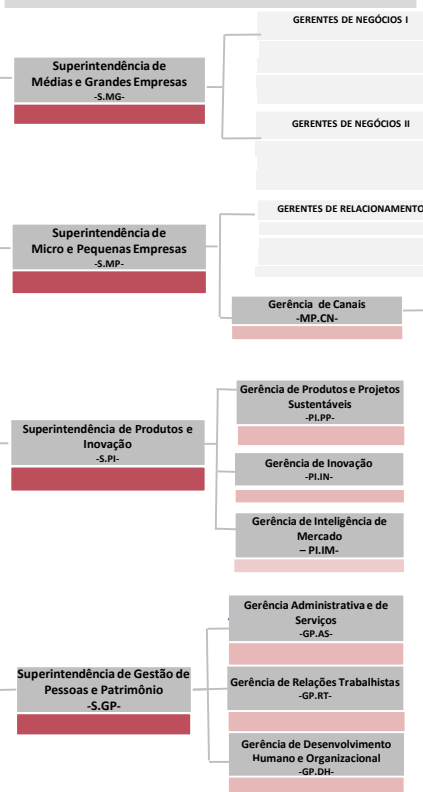 GERENTES DE NEGÓCIOS I
Superintendência de
Médias e Grandes Empresas
-S.MG-
GERENTES DE NEGÓCIOS II
GERENTES DE RELACIONAMENTO
Superintendência de
Micro e Pequenas Empresas
-S.MP-
Gerência de Canais
-MP.CN-
Gerência de Produtos e Projetos
Sustentáveis
-PI.PP-
Superintendência de Produtos e
Inovação
-S.PI-
Gerência de Inovação
-PI.IN-
Gerência de Inteligência de
Mercado
– PI.IM-
Gerência Administrativa e de
Serviços
-GP.AS-
Superintendência de Gestão de
Pessoas e Patrimônio
-S.GP-
Gerência de Relações Trabalhistas
-GP.RT-
Gerência de Desenvolvimento
Humano e Organizacional
-GP.DH-